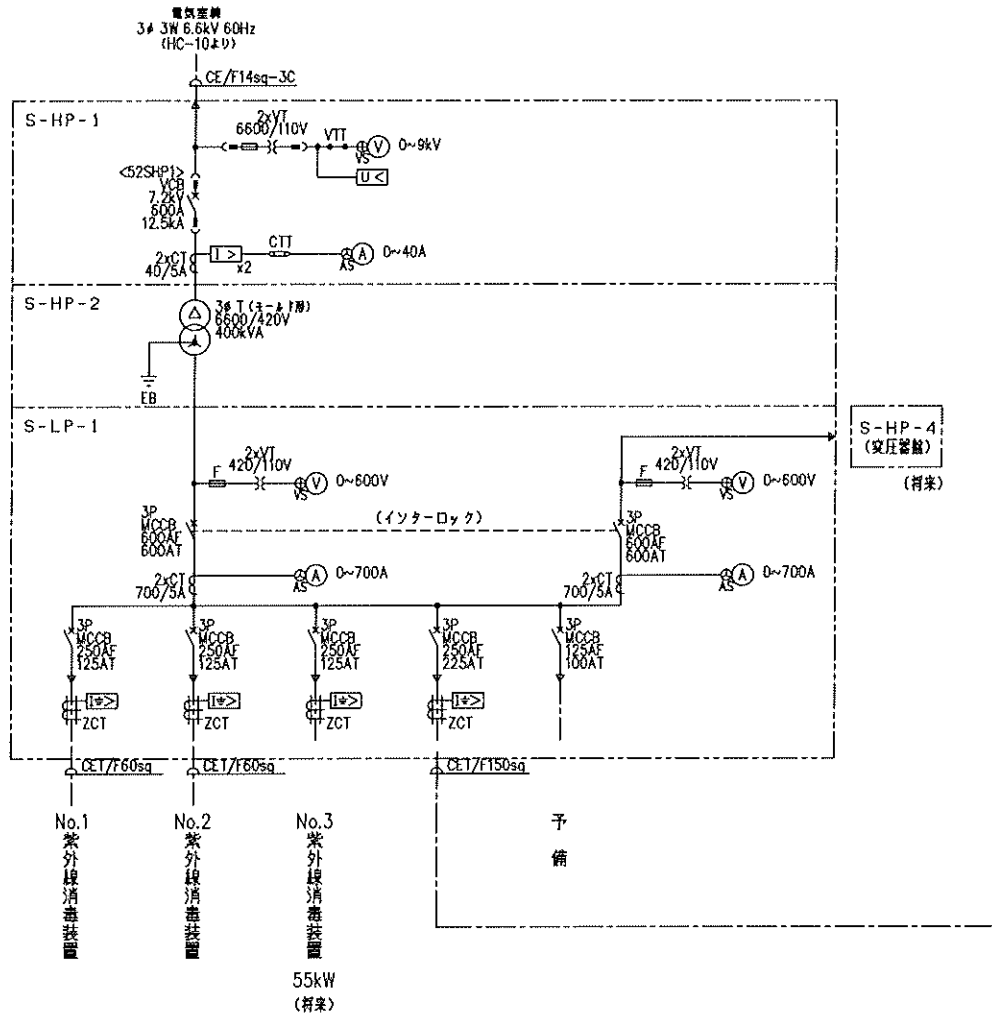 電気室棟
3φ 3W 6.6kV 60Hz
(HC-10より)
CE/F14sq-3C
S-HP-1
2xVT
6600/110V
VTT
VS
V
0~9kV
U<
<52SHP1>
VCB
7.2kV
600A
12.5kA
2xCT
40/5A
I >
x2
CTT
AS
A
0~40A
S-HP-2
3φT(モールド形)
6600/420V
400kVA
EB
S-LP-1
F
2xVT
420/110V
VS
V
0~600V
S-HP-4
(変圧器盤)
(将来)
F
2xVT
420/110V
VS
V
0~600V
3P
MCCB
600AF
600AT
(インターロック)
3P
MCCB
600AF
600AT
2xCT
700/5A
AS
A
0~700A
2xCT
700/5A
AS
A
0~700A
3P
MCCB
250AF
125AT
3P
MCCB
250AF
125AT
3P
MCCB
250AF
125AT
3P
MCCB
250AF
225AT
3P
MCCB
125AF
100AT
I⏚>
ZCT
I⏚>
ZCT
I⏚>
ZCT
I⏚>
ZCT
CET/F60sq
CET/F60sq
CET/F150sq
No.1
紫外線消毒装置
No.2
紫外線消毒装置
No.3
紫外線消毒装置
55kW
(将来)
予備